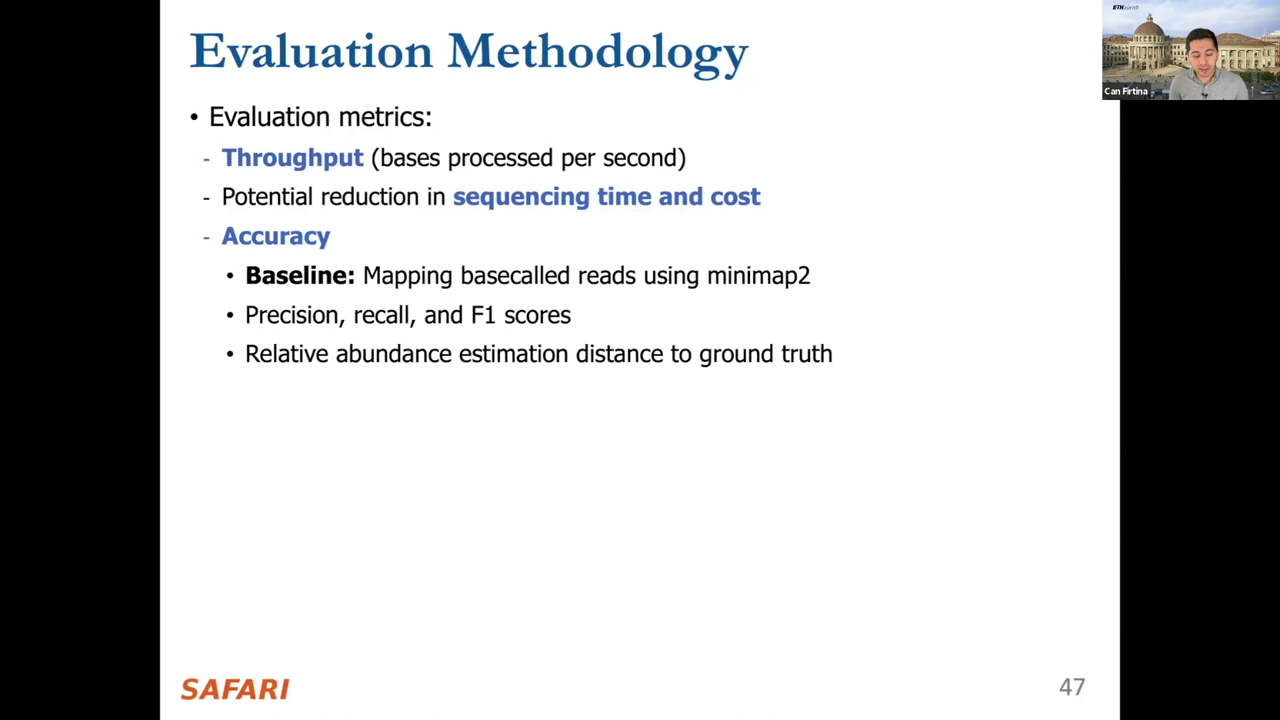 Evaluation Methodology
ETH zürich
Can Firtina
• Evaluation metrics:
- Throughput (bases processed per second)
- Potential reduction in sequencing time and cost
- Accuracy
• Baseline: Mapping basecalled reads using minimap2
• Precision, recall, and F1 scores
• Relative abundance estimation distance to ground truth
SAFARI
47